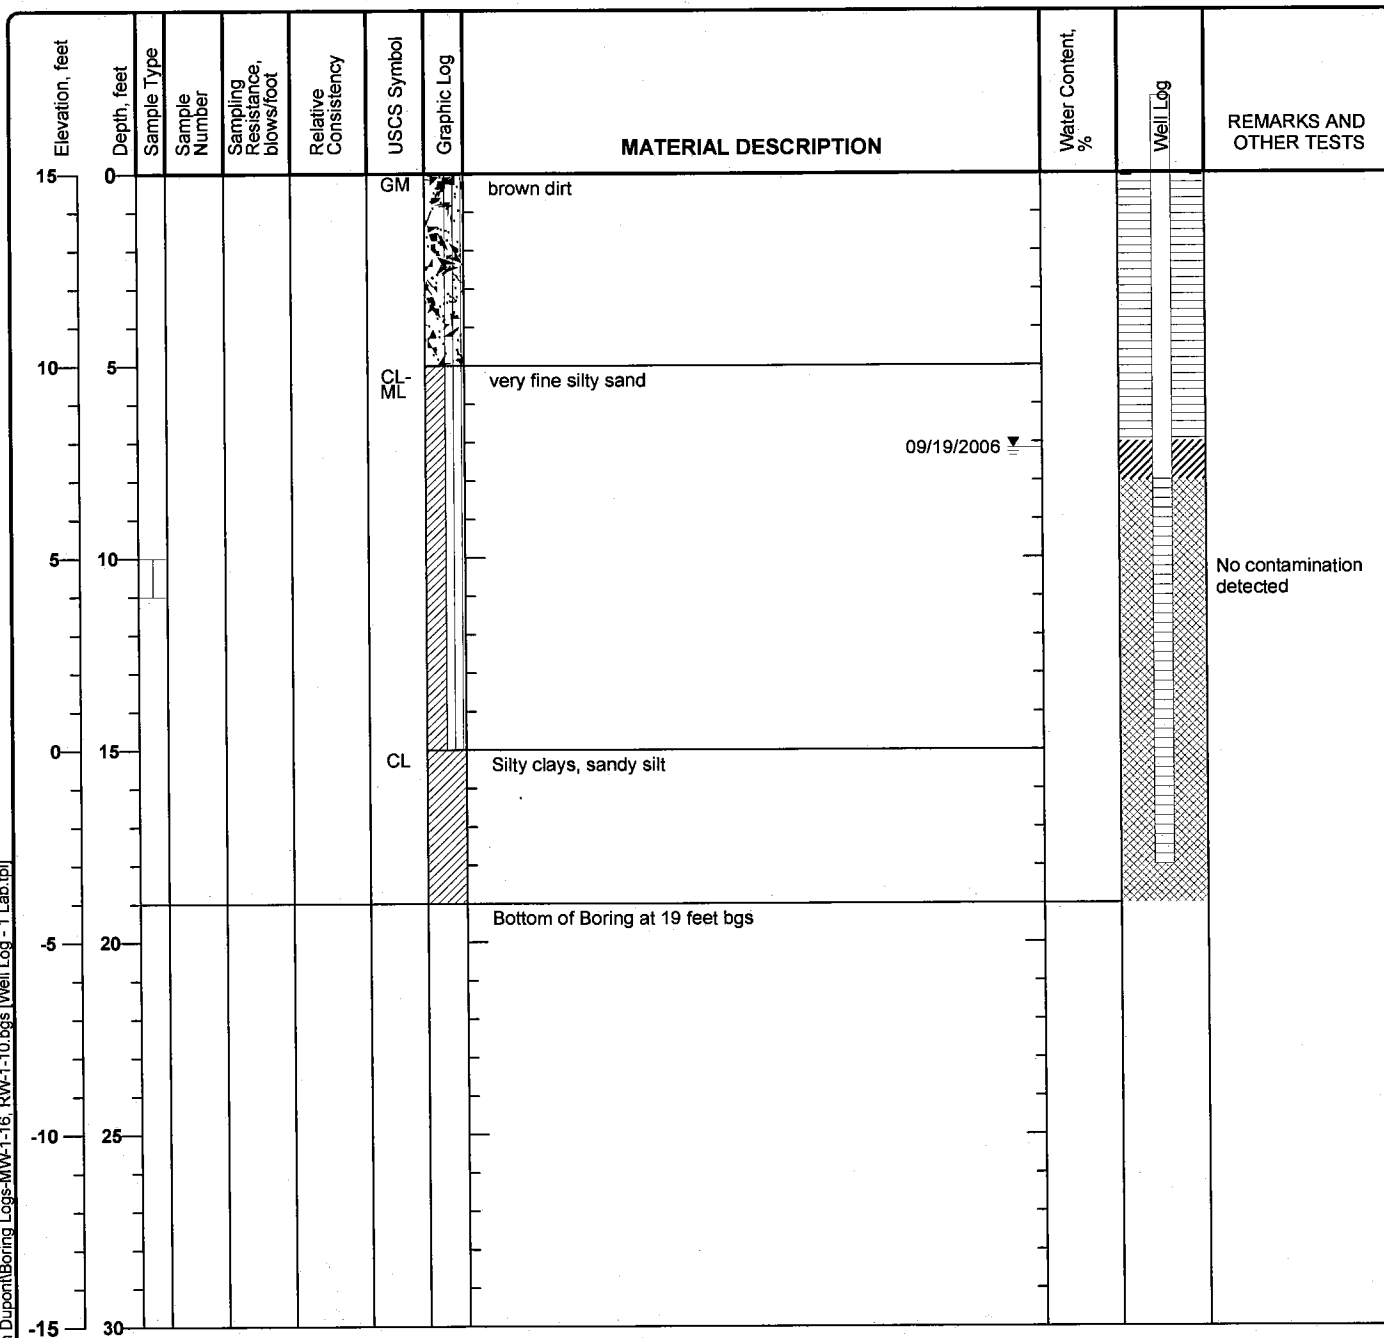 Elevation, feet
Depth, feet
Sample Type
Sample
Number
Sampling
Resistance,
blows/foot
Relative
Consistency
USCS Symbol
Graphic Log
MATERIAL DESCRIPTION
Water Content,
%
Well Log
REMARKS AND
OTHER TESTS
15 0 GM brown dirt
10 5 CL-
ML very fine silty sand
09/19/2006
5 10 No contamination
detected
0 15 CL Silty clays, sandy silt
Bottom of Boring at 19 feet bgs
-5 20
-10 25
-15 30
Dupont\Boring Logs-MW-1-16, RW-1-10.bgs [Well Log - 1 Lab.tpl]